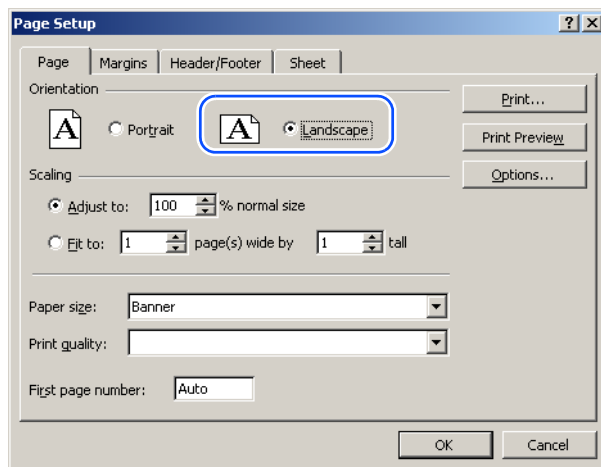 Page Setup
Page Margins Header/Footer Sheet
Orientation
A Portrait A Landscape
Print...
Print Preview
Options...
Scaling
Adjust to: 100 % normal size
Fit to: 1 page(s) wide by 1 tall
Paper size: Banner
Print quality:
First page number: Auto
OK Cancel